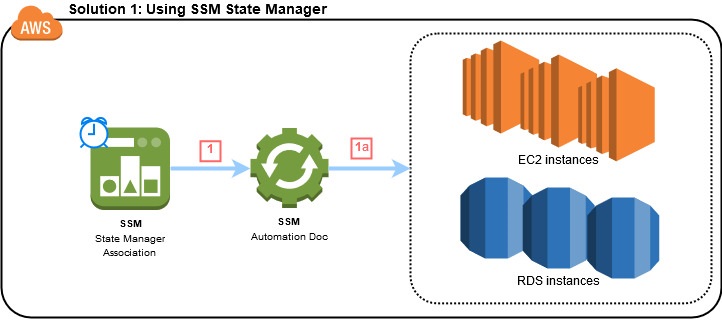 Solution 1: Using SSM State Manager
AWS
1
1a
SSM
State Manager
Association
SSM
Automation Doc
EC2 instances
RDS instances